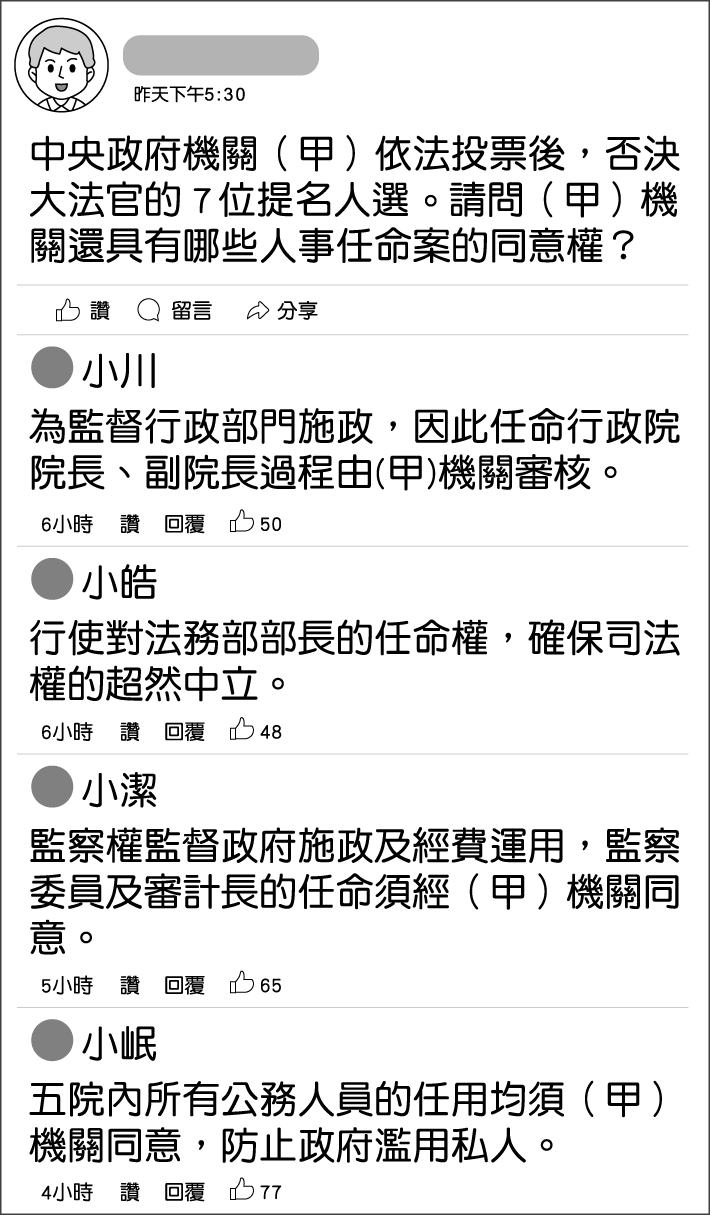 昨天下午5:30
中央政府機關（甲）依法投票後，否決
大法官的7位提名人選。請問（甲）機
關還具有哪些人事任命案的同意權？
讚 留言 分享
小川
為監督行政部門施政，因此任命行政院
院長、副院長過程由(甲)機關審核。
6小時 讚 回覆 50
小皓
行使對法務部部長的任命權，確保司法
權的超然中立。
6小時 讚 回覆 48
小潔
監察權監督政府施政及經費運用，監察
委員及審計長的任命須經（甲）機關同
意。
5小時 讚 回覆 65
小岷
五院內所有公務人員的任用均須（甲）
機關同意，防止政府濫用私人。
4小時 讚 回覆 77